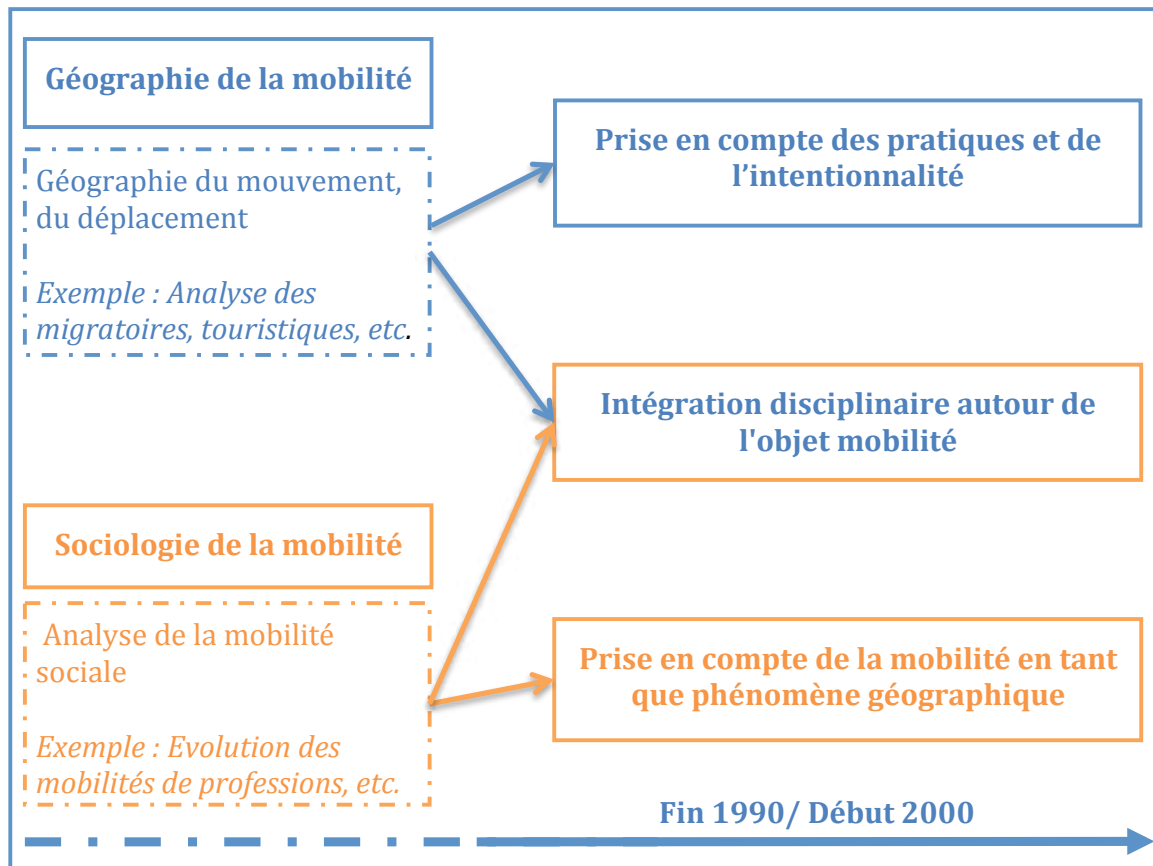 Géographie de la mobilité
Géographie du mouvement,
du déplacement
Exemple : Analyse des
migratoires, touristiques, etc.
Prise en compte des pratiques et de
l’intentionnalité
Intégration disciplinaire autour de
l'objet mobilité
Sociologie de la mobilité
Analyse de la mobilité
sociale
Exemple : Evolution des
mobilités de professions, etc.
Prise en compte de la mobilité en tant
que phénomène géographique
Fin 1990/ Début 2000